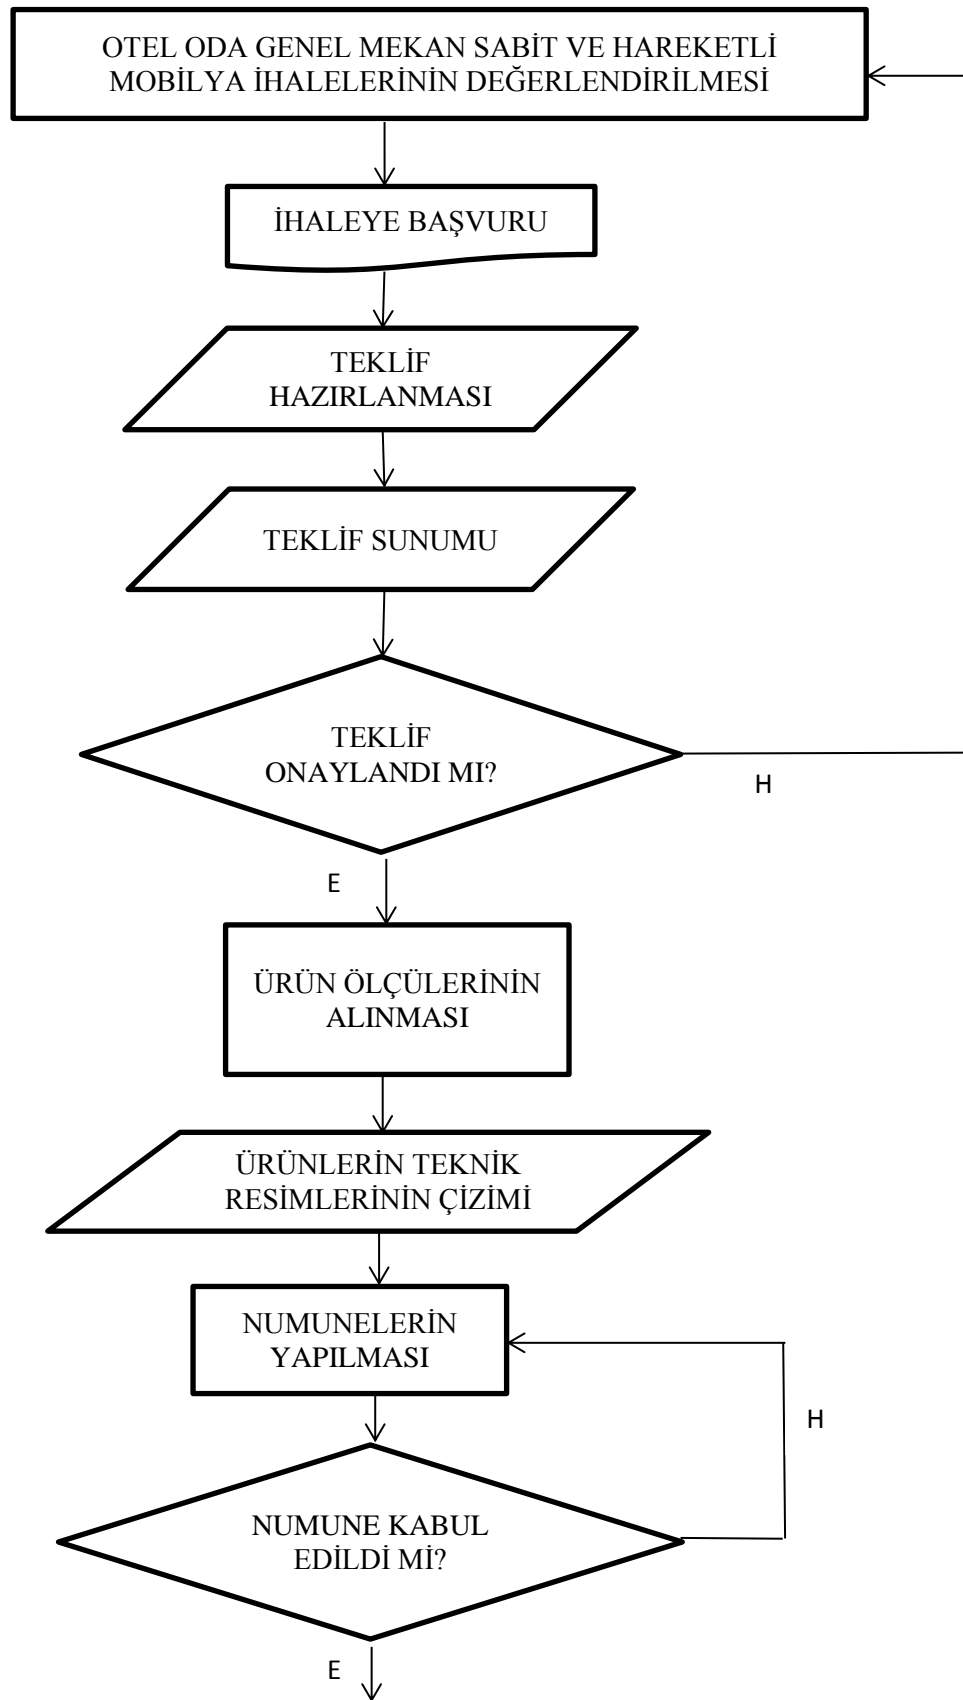 OTEL ODA GENEL MEKAN SABİT VE HAREKETLİ
MOBİLYA İHALELERİNİN DEĞERLENDİRİLMESİ
İHALEYE BAŞVURU
TEKLİF
HAZIRLANMASI
TEKLİF SUNUMU
TEKLİF
ONAYLANDI MI?
H
E
ÜRÜN ÖLÇÜLERİNİN
ALINMASI
ÜRÜNLERİN TEKNİK
RESİMLERİNİN ÇİZİMİ
NUMUNELERİN
YAPILMASI
H
NUMUNE KABUL
EDİLDİ Mİ?
E